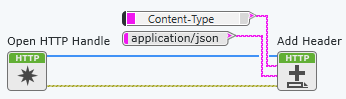 Content-Type
Open HTTP Handle
application/json
Add Header
HTTP
HTTP